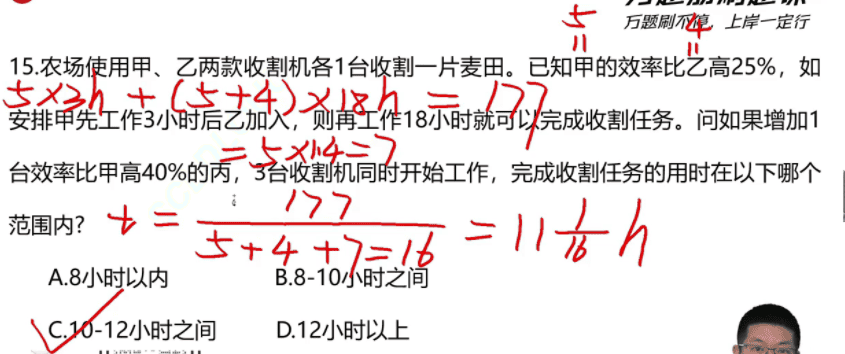 万题刷不停，上岸一定行
5 4
15.农场使用甲、乙两款收割机各1台收割一片麦田。已知甲的效率比乙高25%，如
5×3h + (5+4)×18h = 177
安排甲先工作3小时后乙加入，则再工作18小时就可以完成收割任务。问如果增加1
=5×1.4=7
台效率比甲高40%的丙，3台收割机同时开始工作，完成收割任务的用时在以下哪个
范围内?
t = 177 / 5+4+7=16 = 11 1/16 h
A.8小时以内 B.8-10小时之间
C.10-12小时之间 D.12小时以上